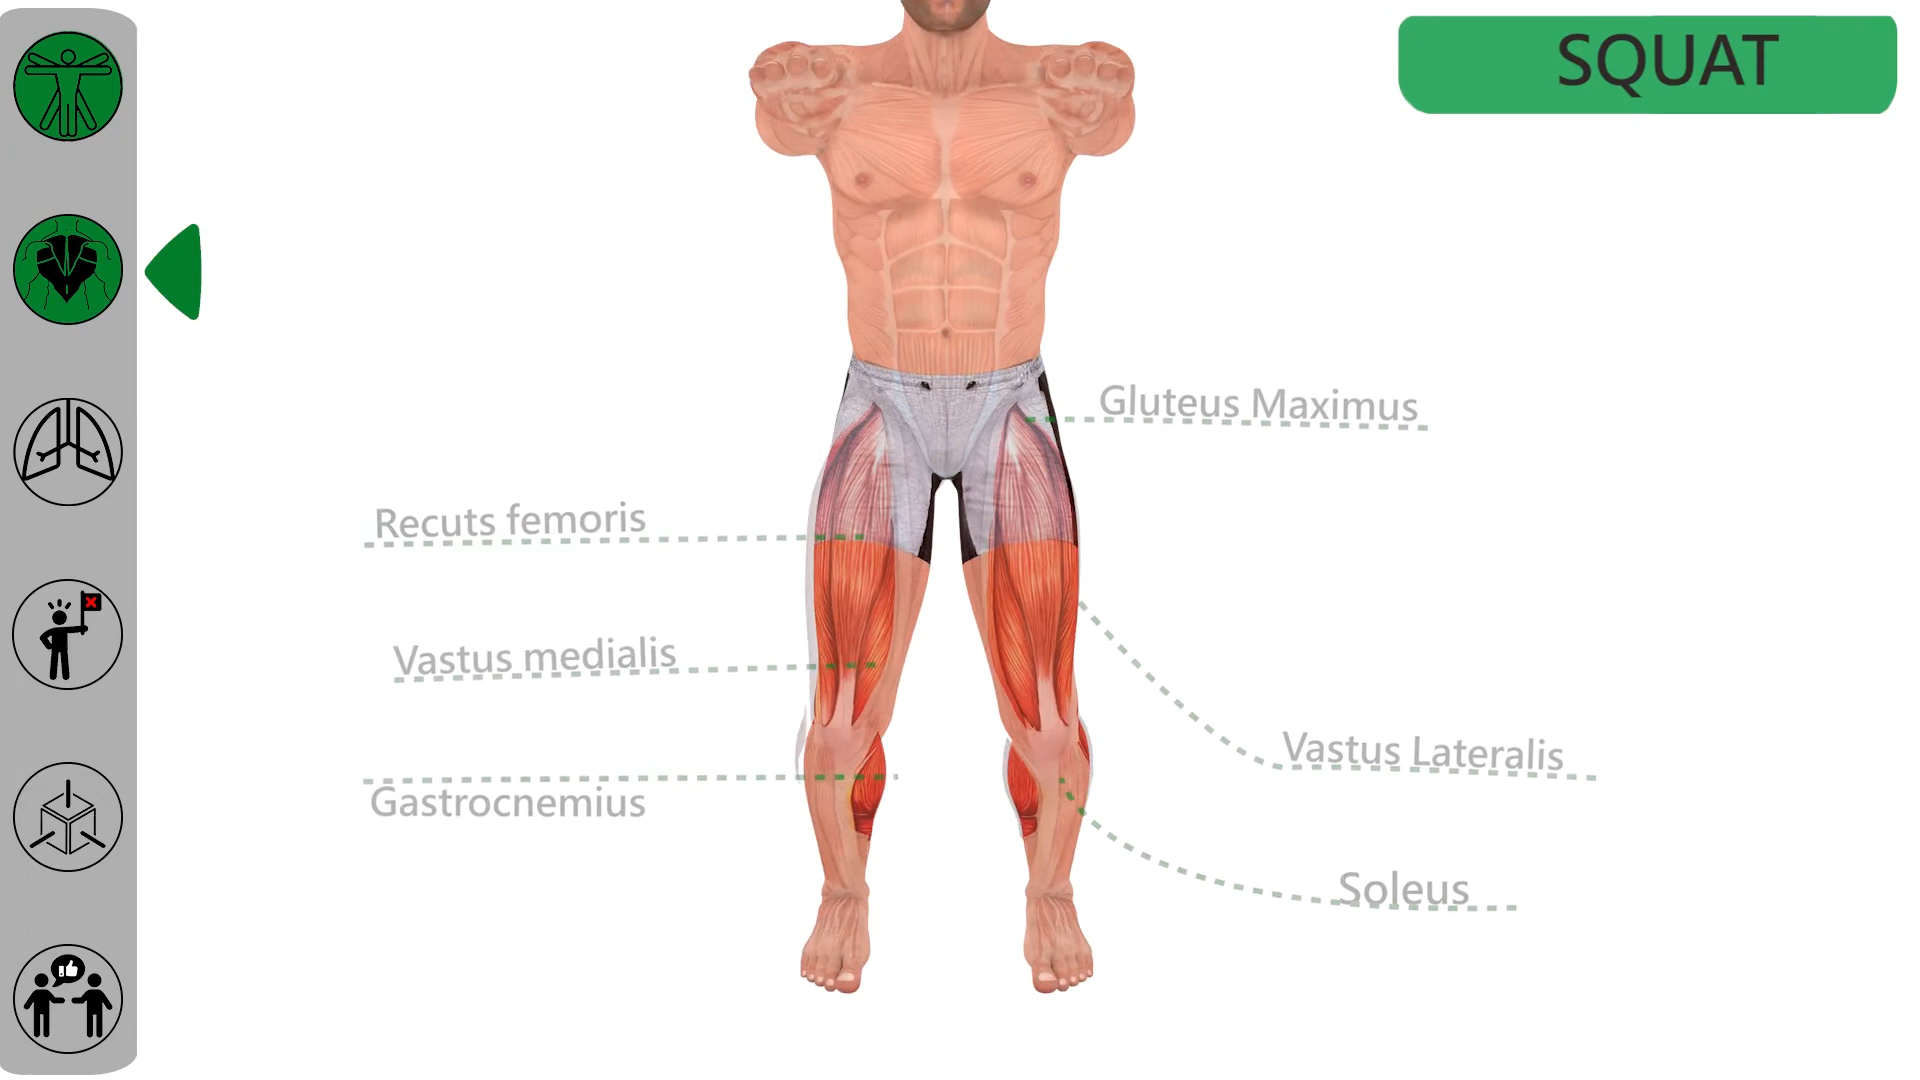 SQUAT
Gluteus Maximus
Recuts femoris
Vastus medialis
Vastus Lateralis
Gastrocnemius
Soleus